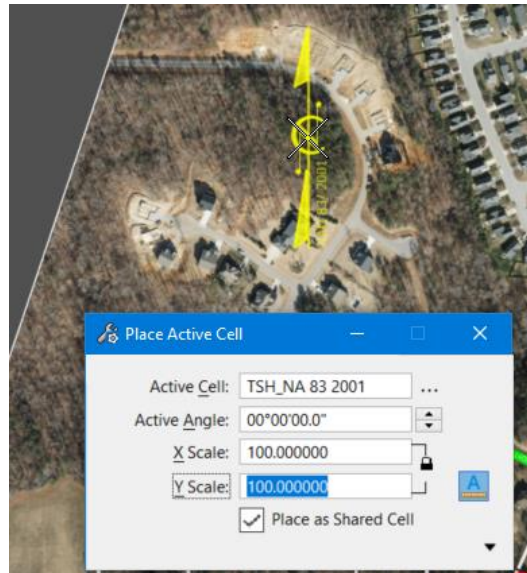 Place Active Cell
Active Cell: TSH_NA 83 2001 ...
Active Angle: 00°00'00.0"
X Scale: 100.000000
Y Scale: 100.000000
A
Place as Shared Cell
2001